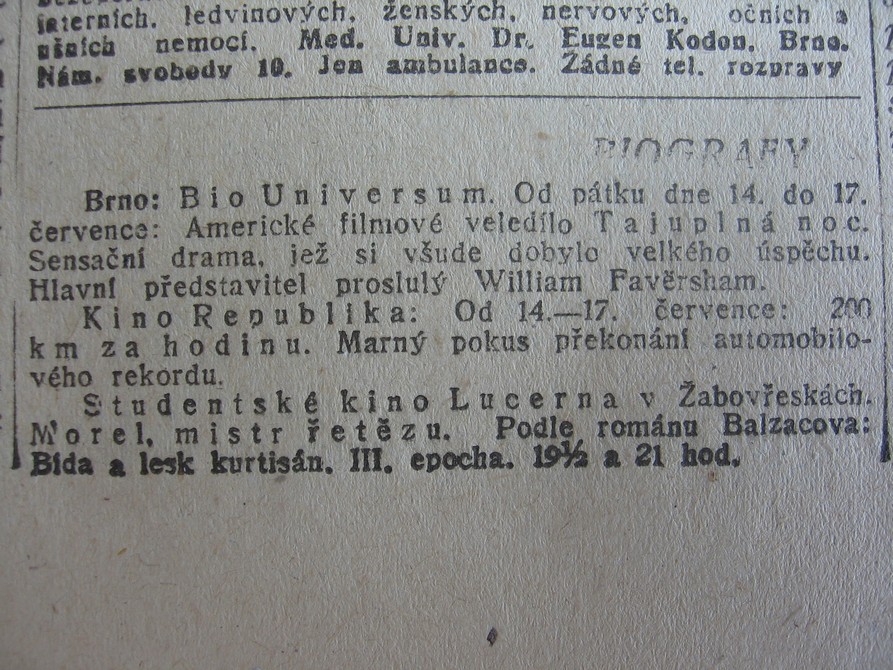 interních, ledvinových, ženských, nervových, očních a
ušních nemocí. Med. Univ. Dr. Eugen Kodon, Brno.
Nám. svobody 10. Jen ambulance. Žádné tel. rozpravy
BIOGRAFY
Brno: Bio Universum. Od pátku dne 14. do 17.
července: Americké filmové veledílo Tajuplná noc.
Sensační drama, jež si všude dobylo velkého úspěchu.
Hlavní představitel proslulý William Favěrsham.
Kino Republika: Od 14.—17. července: 200
km za hodinu. Marný pokus překonání automobilo-
vého rekordu.
Studentské kino Lucerna v Žabovřeskách.
Morel, mistr řetězu. Podle románu Balzacova:
Bída a lesk kurtisán. III. epocha. 19½ a 21 hod.